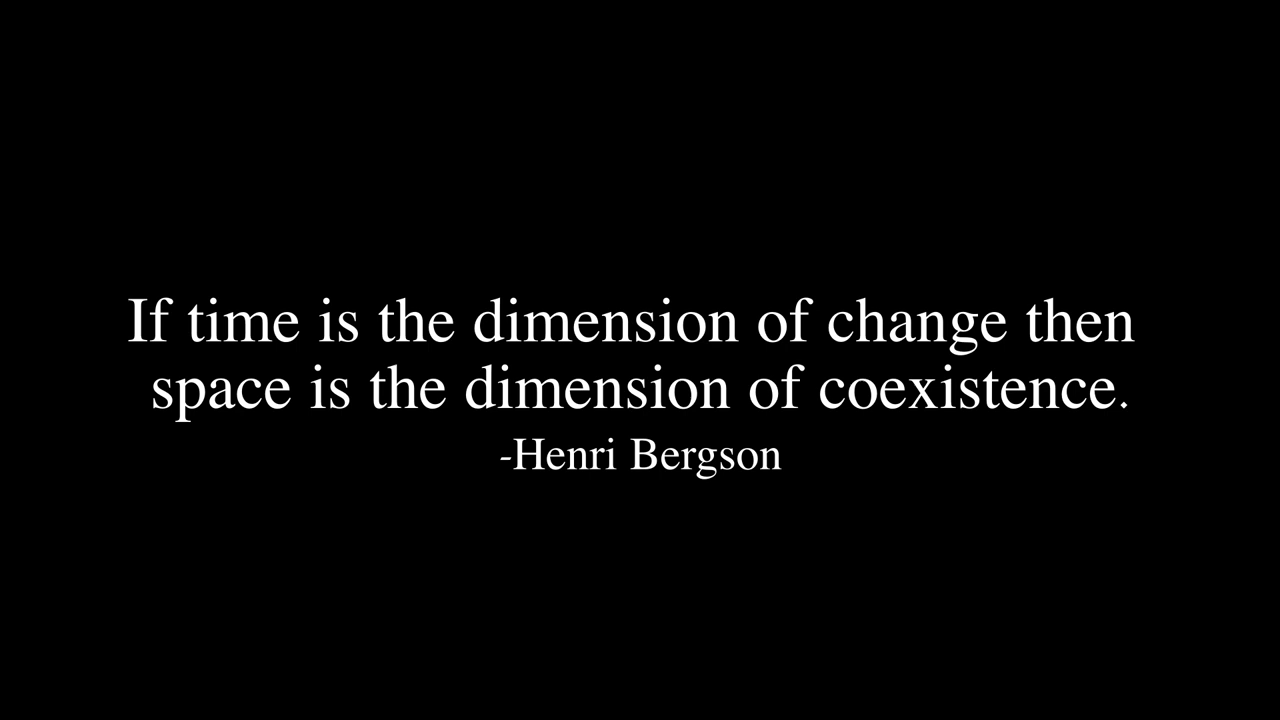 If time is the dimension of change then
space is the dimension of coexistence.
-Henri Bergson